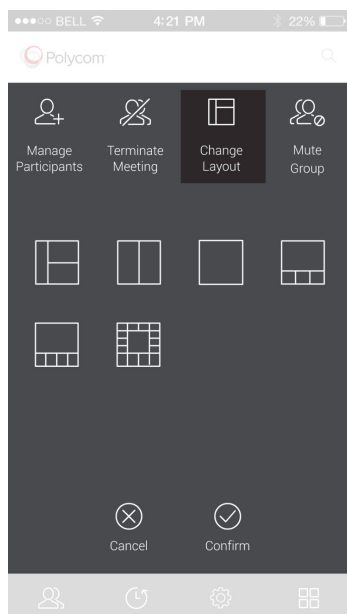 BELL 4:21 PM 22%
Polycom
Manage Participants
Terminate Meeting
Change Layout
Mute Group
Cancel
Confirm